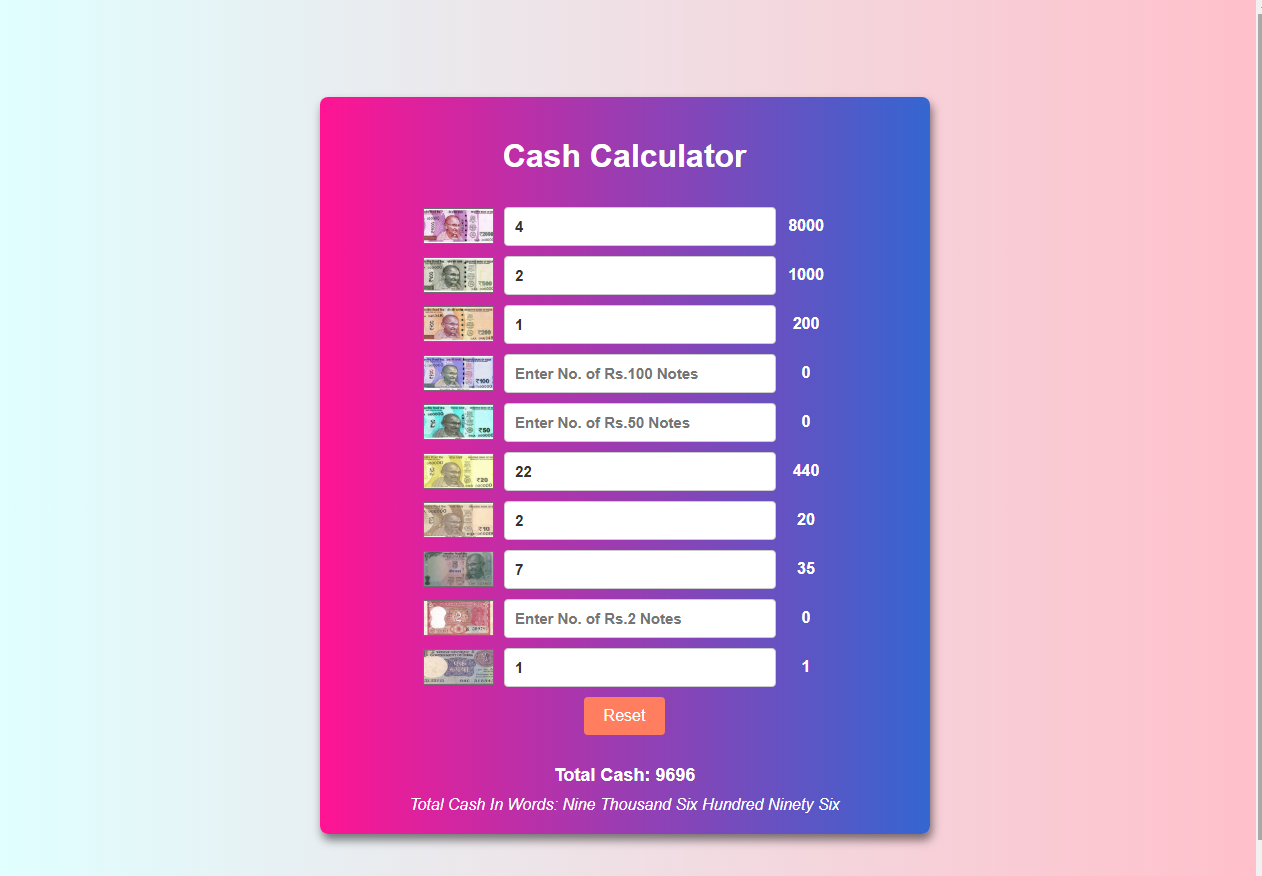 Cash Calculator
4 8000
2 1000
1 200
Enter No. of Rs.100 Notes 0
Enter No. of Rs.50 Notes 0
22 440
2 20
7 35
Enter No. of Rs.2 Notes 0
1 1
Reset
Total Cash: 9696
Total Cash In Words: Nine Thousand Six Hundred Ninety Six